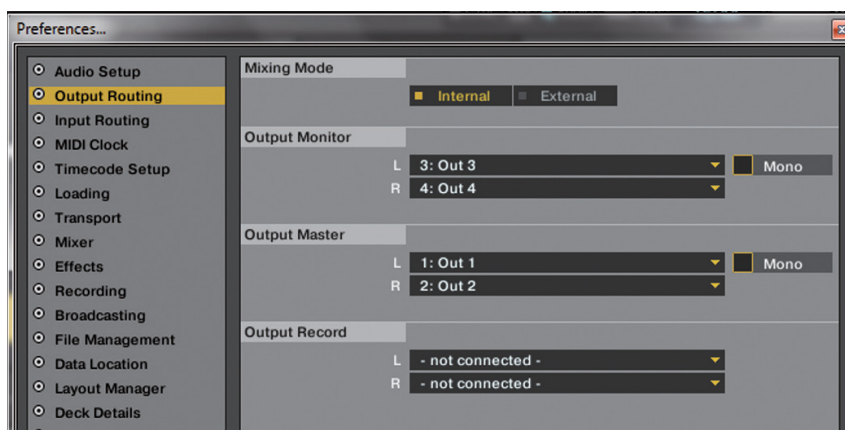 Preferences...
Audio Setup
Output Routing
Input Routing
MIDI Clock
Timecode Setup
Loading
Transport
Mixer
Effects
Recording
Broadcasting
File Management
Data Location
Layout Manager
Deck Details
Mixing Mode
Internal External
Output Monitor
L 3: Out 3 Mono
R 4: Out 4
Output Master
L 1: Out 1 Mono
R 2: Out 2
Output Record
L - not connected -
R - not connected -